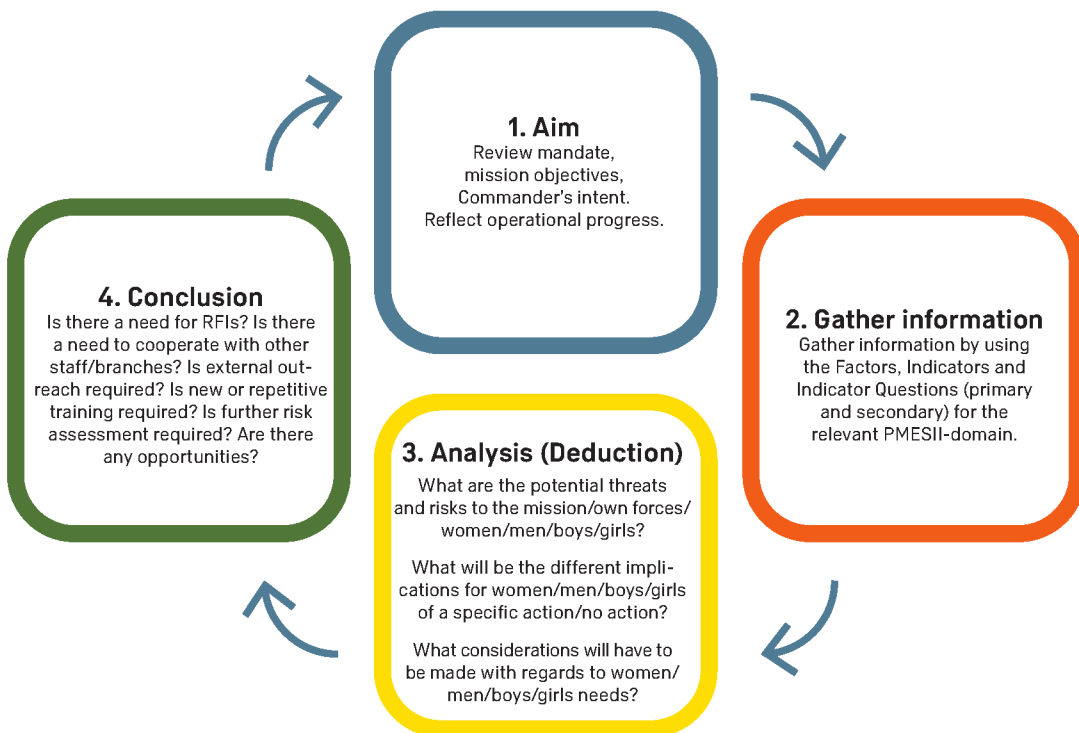 1. Aim
Review mandate,
mission objectives,
Commander's intent.
Reflect operational progress.
2. Gather information
Gather information by using
the Factors, Indicators and
Indicator Questions (primary
and secondary) for the
relevant PMESII-domain.
3. Analysis (Deduction)
What are the potential threats
and risks to the mission/own forces/
women/men/boys/girls?
What will be the different impli-
cations for women/men/boys/girls
of a specific action/no action?
What considerations will have to
be made with regards to women/
men/boys/girls needs?
4. Conclusion
Is there a need for RFIs? Is there
a need to cooperate with other
staff/branches? Is external out-
reach required? Is new or repetitive
training required? Is further risk
assessment required? Are there
any opportunities?